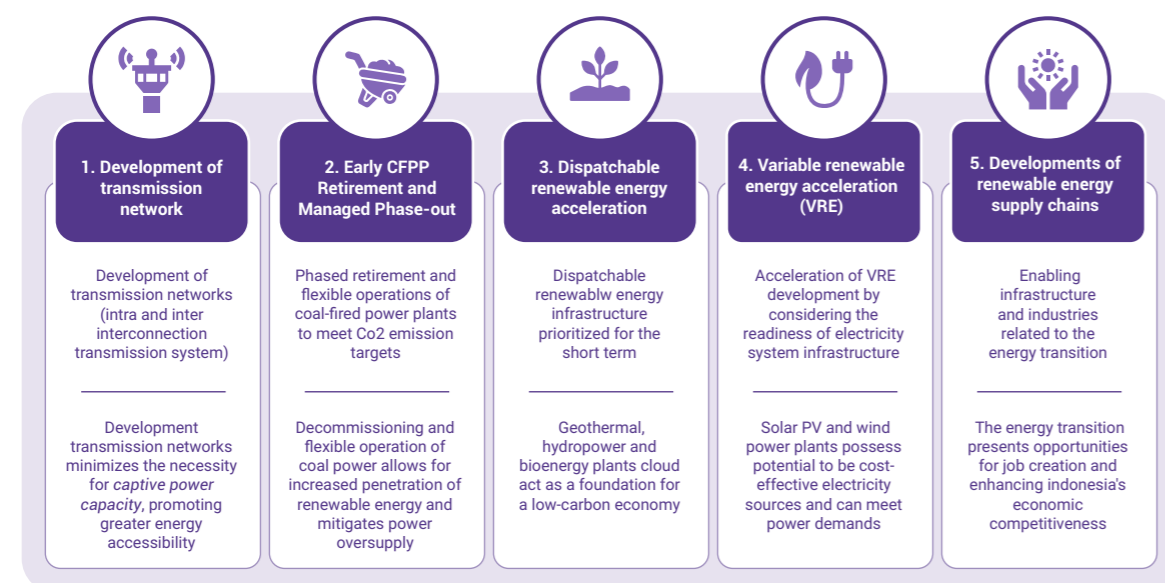 1. Development of
transmission
network
Development of
transmission networks
(intra and inter
interconnection
transmission system)
Development
transmission networks
minimizes the necessity
for captive power
capacity, promoting
greater energy
accessibility
2. Early CFPP
Retirement and
Managed Phase-out
Phased retirement and
flexible operations of
coal-fired power plants
to meet Co2 emission
targets
Decommissioning and
flexible operation of
coal power allows for
increased penetration of
renewable energy and
mitigates power
oversupply
3. Dispatchable
renewable energy
acceleration
Dispatchable
renewablw energy
infrastructure
prioritized for the
short term
Geothermal,
hydropower and
bioenergy plants cloud
act as a foundation for
a low-carbon economy
4. Variable renewable
energy acceleration
(VRE)
Acceleration of VRE
development by
considering the
readiness of electricity
system infrastructure
Solar PV and wind
power plants possess
potential to be cost-
effective electricity
sources and can meet
power demands
5. Developments of
renewable energy
supply chains
Enabling
infrastructure
and industries
related to the
energy transition
The energy transition
presents opportunities
for job creation and
enhancing indonesia's
economic
competitiveness